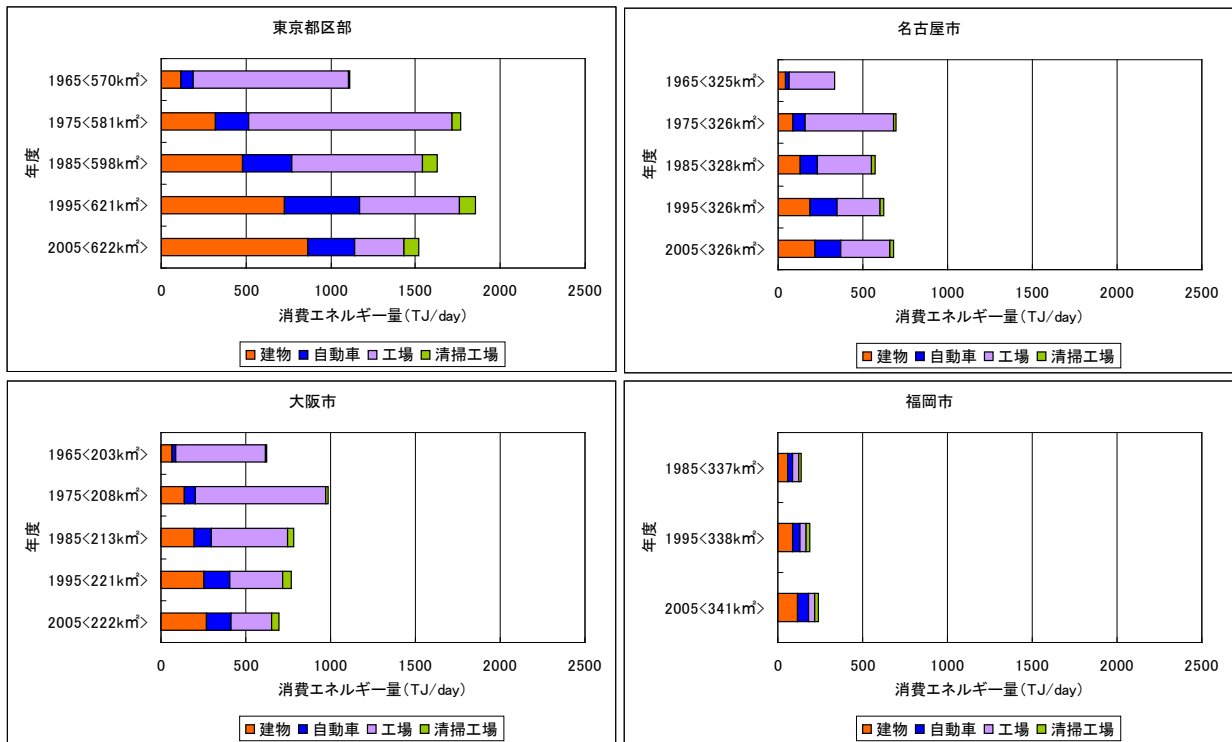 東京都区部
年度
1965<570k㎡>
1975<581k㎡>
1985<598k㎡>
1995<621k㎡>
2005<622k㎡>
0 500 1000 1500 2000 2500
消費エネルギー量(TJ/day)
建物 自動車 工場 清掃工場
名古屋市
年度
1965<325k㎡>
1975<326k㎡>
1985<328k㎡>
1995<326k㎡>
2005<326k㎡>
0 500 1000 1500 2000 2500
消費エネルギー量(TJ/day)
建物 自動車 工場 清掃工場
大阪市
年度
1965<203k㎡>
1975<208k㎡>
1985<213k㎡>
1995<221k㎡>
2005<222k㎡>
0 500 1000 1500 2000 2500
消費エネルギー量(TJ/day)
建物 自動車 工場 清掃工場
福岡市
年度
1985<337k㎡>
1995<338k㎡>
2005<341k㎡>
0 500 1000 1500 2000 2500
消費エネルギー量(TJ/day)
建物 自動車 工場 清掃工場